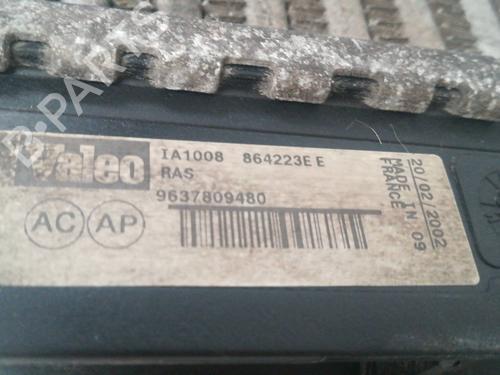 B-PARTS
Valeo
IA1008 864223E E
RAS
9637809480
AC AP
20/02/2002
MADE IN 09
FRANCE